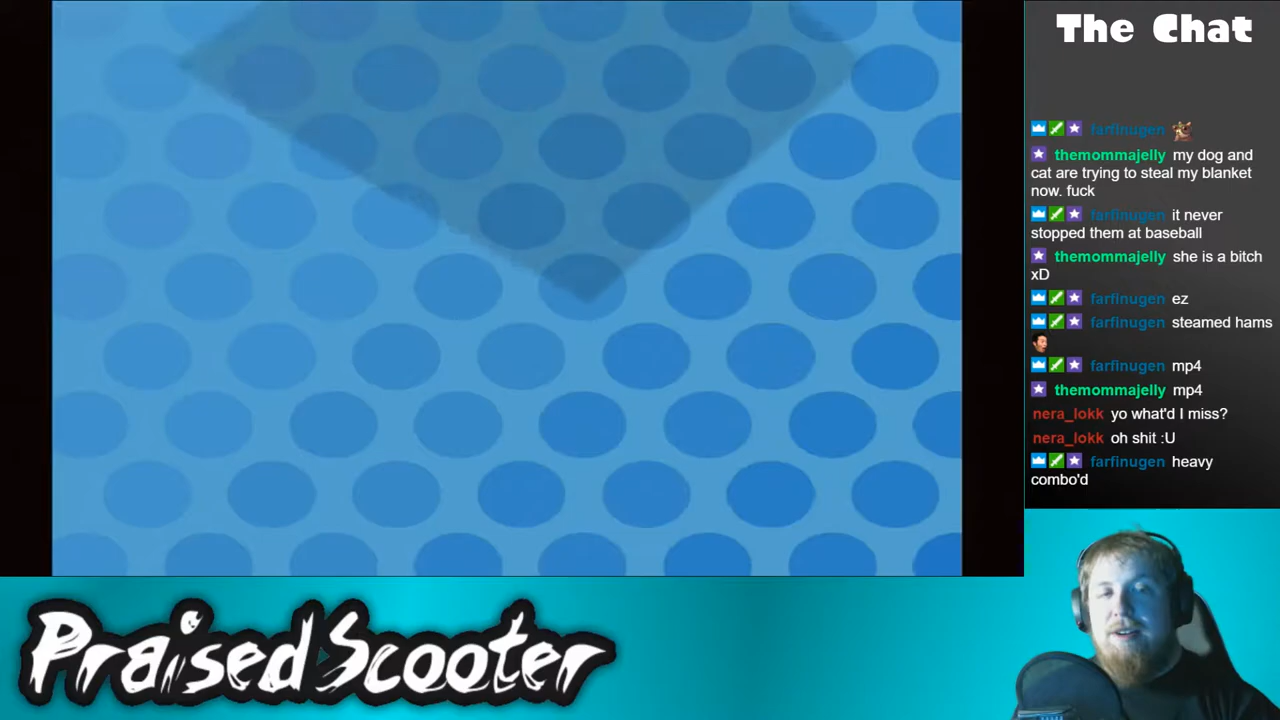 The Chat
farfinugen
themommajelly my dog and
cat are trying to steal my blanket
now. fuck
farfinugen it never
stopped them at baseball
themommajelly she is a bitch
xD
farfinugen ez
farfinugen steamed hams
farfinugen mp4
themommajelly mp4
nera_lokk yo what'd I miss?
nera_lokk oh shit :U
farfinugen heavy
combo'd
PraisedScooter